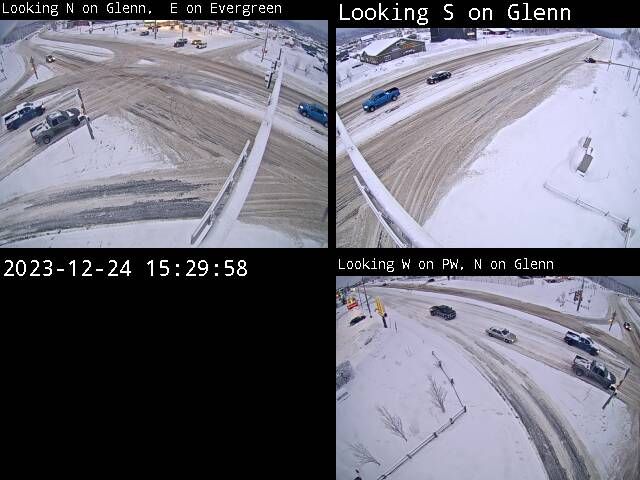 Looking N on Glenn, E on Evergreen
Looking S on Glenn
2023-12-24 15:29:58
Looking W on PW, N on Glenn